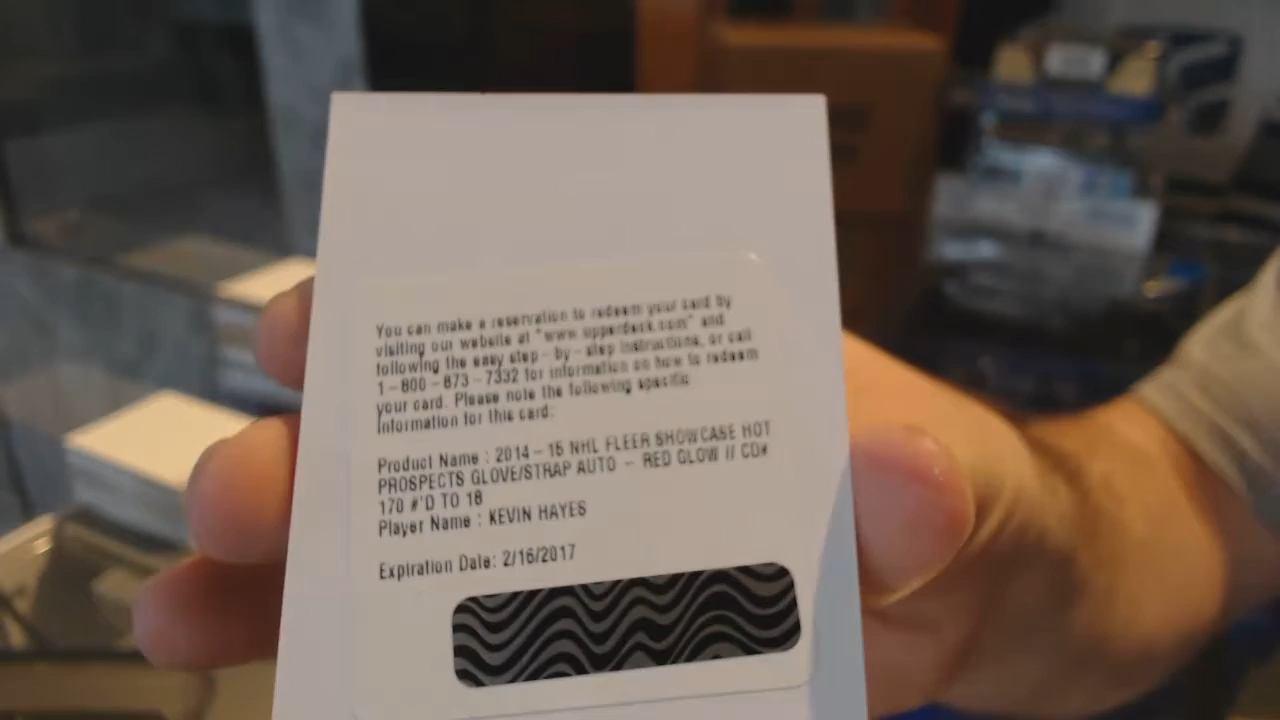 You can make a reservation to redeem your card by
visiting our website at "www.upperdeck.com" and
following the easy step-by-step instructions, or call
1-800-873-7332 for information on how to redeem
your card. Please note the following specific
information for this card:
Product Name : 2014-15 NHL FLEER SHOWCASE HOT
PROSPECTS GLOVE/STRAP AUTO - RED GLOW // CD#
170 #'D TO 18
Player Name : KEVIN HAYES
Expiration Date: 2/16/2017